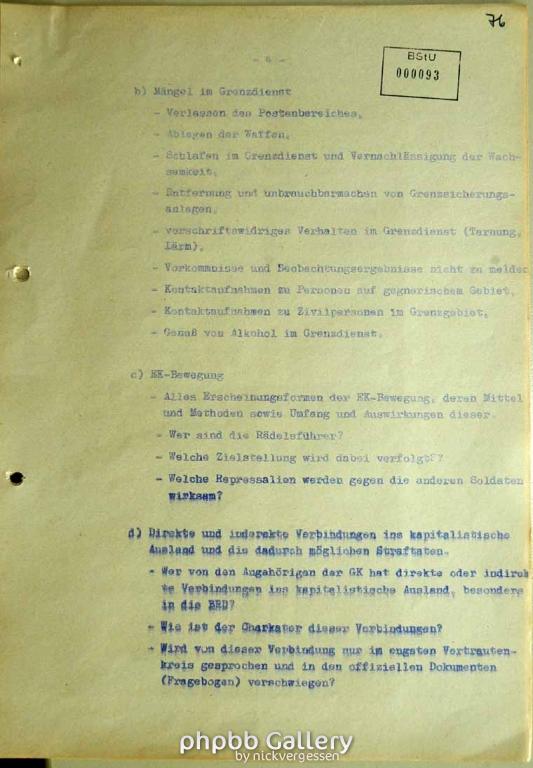 76
- 6 -
BStU
000093
b) Mängel im Grenzdienst
- Verlassen des Postenbereiches,
- Ablegen der Waffen,
- Schlafen im Grenzdienst und Vernachlässigung der Wach-
samkeit,
- Entfernung und unbrauchbarmachen von Grenzsicherungs-
anlagen,
- vorschriftswidriges Verhalten im Grenzdienst (Tarnung,
Lärm),
- Vorkommnisse und Beobachtungsergebnisse nicht zu melden
- Kontaktaufnahmen zu Personen auf gegnerischem Gebiet,
- Kontaktaufnahmen zu Zivilpersonen im Grenzgebiet,
- Genuß von Alkohol im Grenzdienst.
c) EK-Bewegung
- Alles Erscheinungsformen der EK-Bewegung, deren Mittel
und Methoden sowie Umfang und Auswirkungen dieser.
- Wer sind die Rädelsführer?
- Welche Zielstellung wird dabei verfolgt?
- Welche Repressalien werden gegen die anderen Soldaten
wirksam?
d) Direkte und inderekte Verbindungen ins kapitalistische
Ausland und die dadurch möglichen Straftaten.
- Wer von den Angehörigen der GK hat direkte oder indirek
te Verbindungen ins kapitalistische Ausland, besonders
in die BRD?
- Wie ist der Charkater dieser Verbindungen?
- Wird von dieser Verbindung nur im engsten Vertrauten-
kreis gesprochen und in den offiziellen Dokumenten
(Fragebogen) verschwiegen?
phpbb Gallery
by nickvergessen